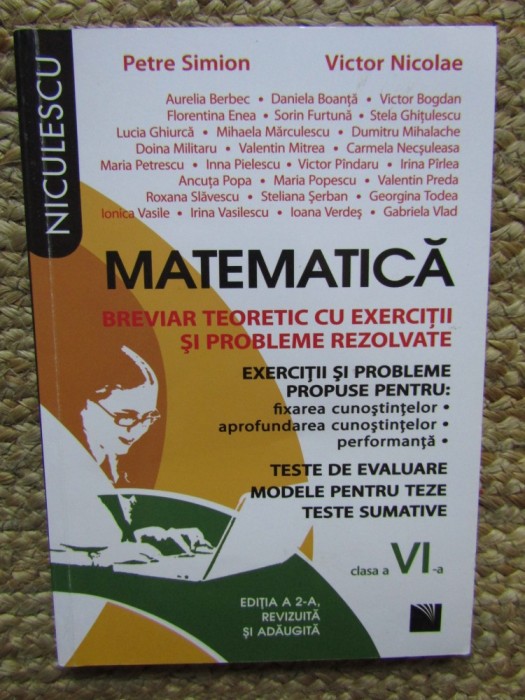 NICULESCU
Petre Simion Victor Nicolae
Aurelia Berbec • Daniela Boanță • Victor Bogdan
Florentina Enea • Sorin Furtună • Stela Ghițulescu
Lucia Ghiurcă • Mihaela Mărculescu • Dumitru Mihalache
Doina Militaru • Valentin Mitrea • Carmela Necșuleasa
Maria Petrescu • Inna Pielescu • Victor Pîndaru • Irina Pîrlea
Ancuța Popa • Maria Popescu • Valentin Preda
Roxana Slăvescu • Steliana Șerban • Georgina Todea
Ionica Vasile • Irina Vasilescu • Ioana Verdeș • Gabriela Vlad
MATEMATICĂ
BREVIAR TEORETIC CU EXERCIȚII
ȘI PROBLEME REZOLVATE
EXERCIȚII ȘI PROBLEME
PROPUSE PENTRU:
fixarea cunoștințelor •
aprofundarea cunoștințelor •
performanță •
TESTE DE EVALUARE
MODELE PENTRU TEZE
TESTE SUMATIVE
clasa a VI-a
EDIȚIA A 2-A,
REVIZUITĂ
ȘI ADĂUGITĂ